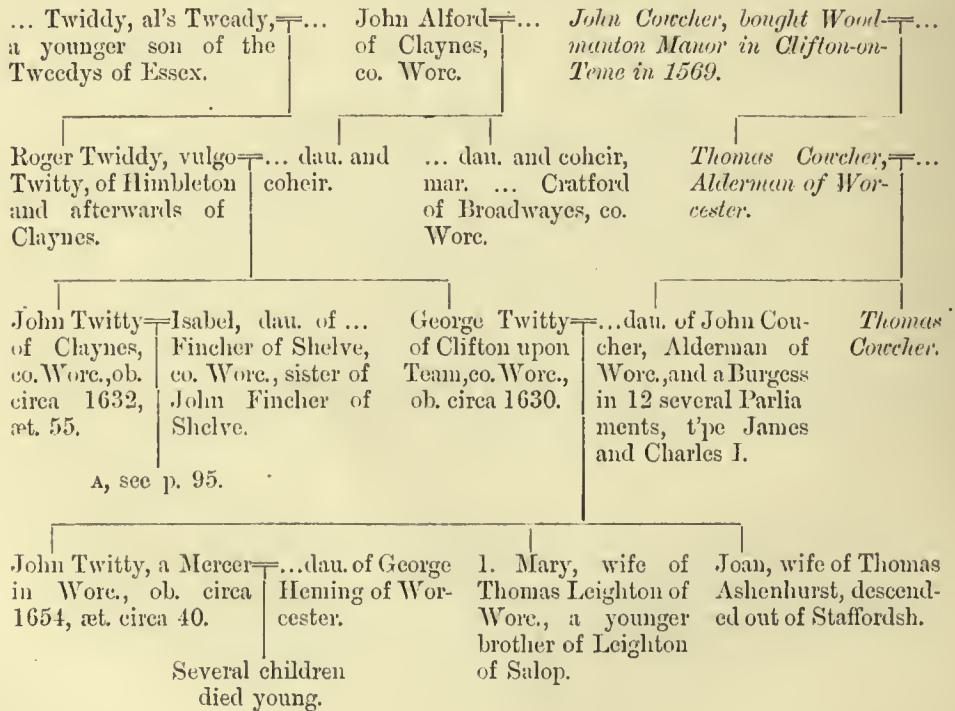 ... Twiddy, al's Tweady,
a younger son of the
Tweedys of Essex.
...
John Alford
of Claynes,
co. Worc.
...
John Cowcher, bought Wood-
manton Manor in Clifton-on-
Teme in 1569.
...
Roger Twiddy, vulgo
Twitty, of Himbleton
and afterwards of
Claynes.
... dau. and
coheir.
... dau. and coheir,
mar. ... Cratford
of Broadwayes, co.
Worc.
Thomas Cowcher,
Alderman of Wor-
cester.
...
John Twitty
of Claynes,
co. Worc., ob.
circa 1632,
æt. 55.
Isabel, dau. of ...
Fincher of Shelve,
co. Worc., sister of
John Fincher of
Shelve.
George Twitty
of Clifton upon
Team, co. Worc.,
ob. circa 1630.
...dau. of John Cou-
cher, Alderman of
Worc., and a Burgess
in 12 several Parlia
ments, t'pe James
and Charles I.
Thomas
Cowcher.
A, see p. 95.
John Twitty, a Mercer
in Worc., ob. circa
1654, æt. circa 40.
...dau. of George
Heming of Wor-
cester.
1. Mary, wife of
Thomas Leighton of
Worc., a younger
brother of Leighton
of Salop.
Joan, wife of Thomas
Ashenhurst, descend-
ed out of Staffordsh.
Several children
died young.